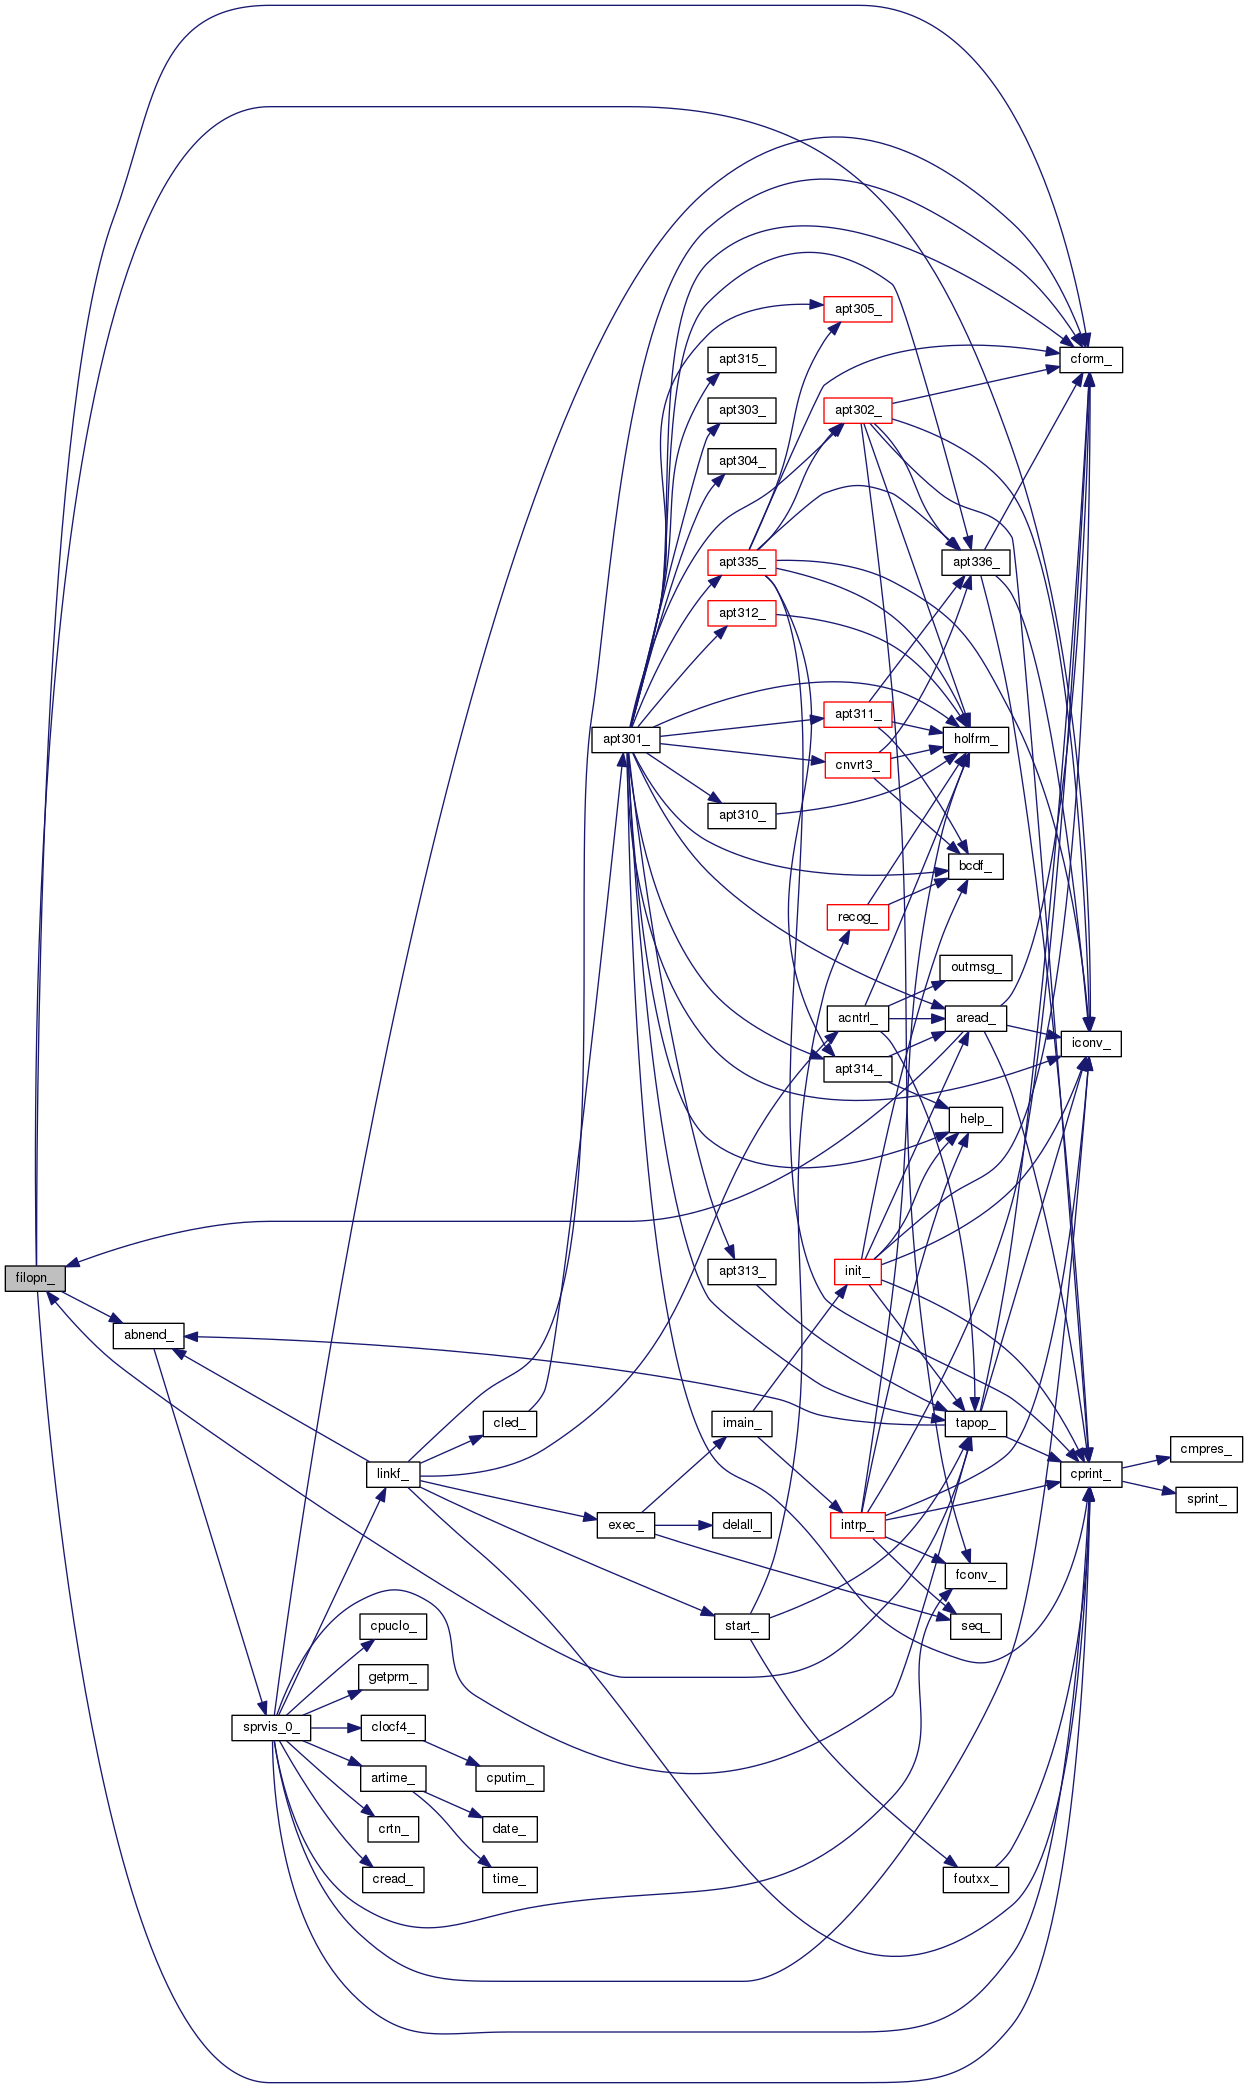 apt305_
apt315_
cform_
apt303_
apt302_
apt304_
apt335_
apt336_
apt312_
apt311_
apt301_
holfrm_
cnvrt3_
apt310_
bcdf_
recog_
outmsg_
acntrl_
aread_
iconv_
apt314_
help_
filopn_
apt313_
init_
abnend_
cled_
imain_
tapop_
cmpres_
linkf_
cprint_
sprint_
exec_
delall_
intrp_
fconv_
cpuclo_
start_
seq_
getprm_
sprvis_0_
clocf4_
artime_
cputim_
crtn_
date_
cread_
time_
foutxx_